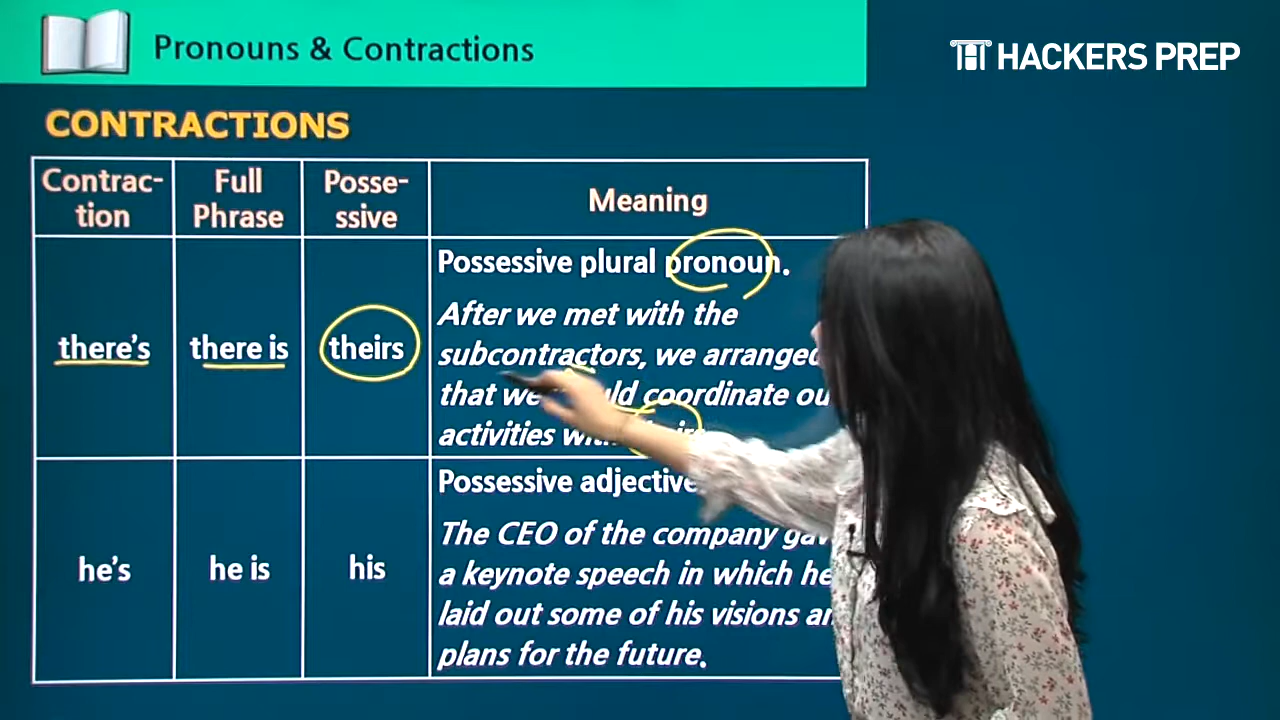 Pronouns & Contractions
HACKERS PREP
CONTRACTIONS
Contrac-
tion
Full
Phrase
Posse-
ssive
Meaning
there's
there is
theirs
Possessive plural pronoun.
After we met with the
subcontractors, we arranged
that we coordinate
activities
he's
he is
his
Possessive adjective
The CEO of the company
a keynote speech in which he
laid out some of his visions
plans for the future.